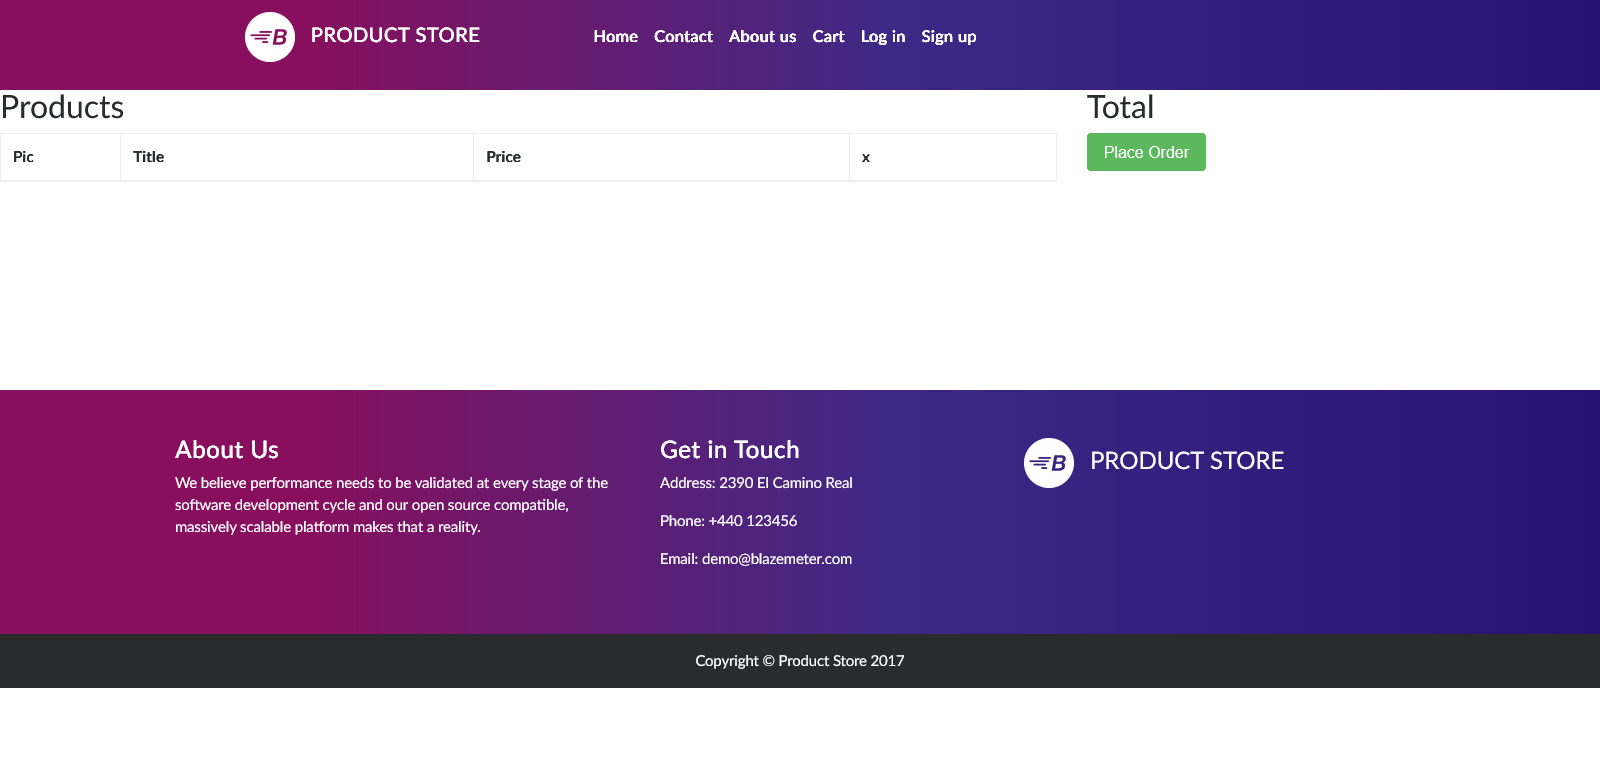 B PRODUCT STORE Home Contact About us Cart Log in Sign up
Products
Pic Title Price x
Total
Place Order
About Us
We believe performance needs to be validated at every stage of the
software development cycle and our open source compatible,
massively scalable platform makes that a reality.
Get in Touch
Address: 2390 El Camino Real
Phone: +440 123456
Email: demo@blazemeter.com
B PRODUCT STORE
Copyright © Product Store 2017